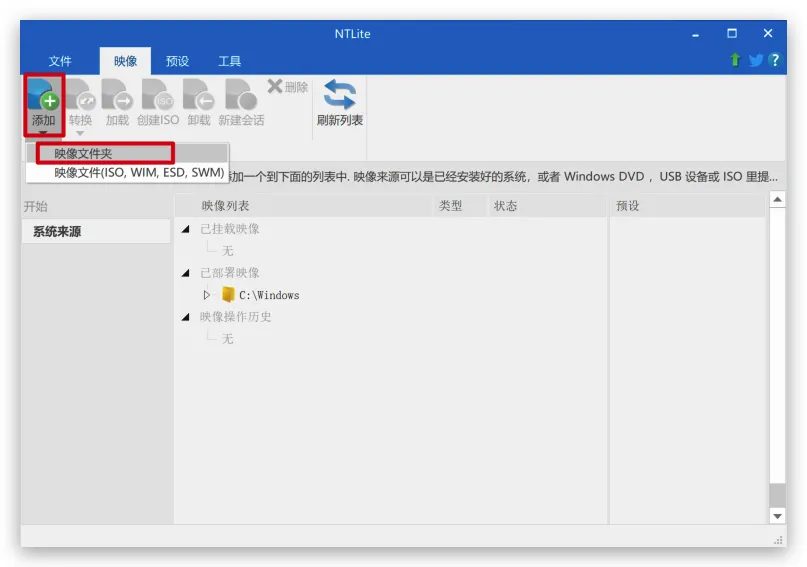 NTLite
文件 映像 预设 工具
添加 转换 加载 创建ISO 卸载 新建会话 删除 刷新列表
映像文件夹
映像文件(ISO, WIM, ESD, SWM)
加一个到下面的列表中. 映像来源可以是已经安装好的系统，或者 Windows DVD ，USB 设备或 ISO 里提...
开始
系统来源
映像列表 类型 状态 预设
已挂载映像
无
已部署映像
C:\Windows
映像操作历史
无